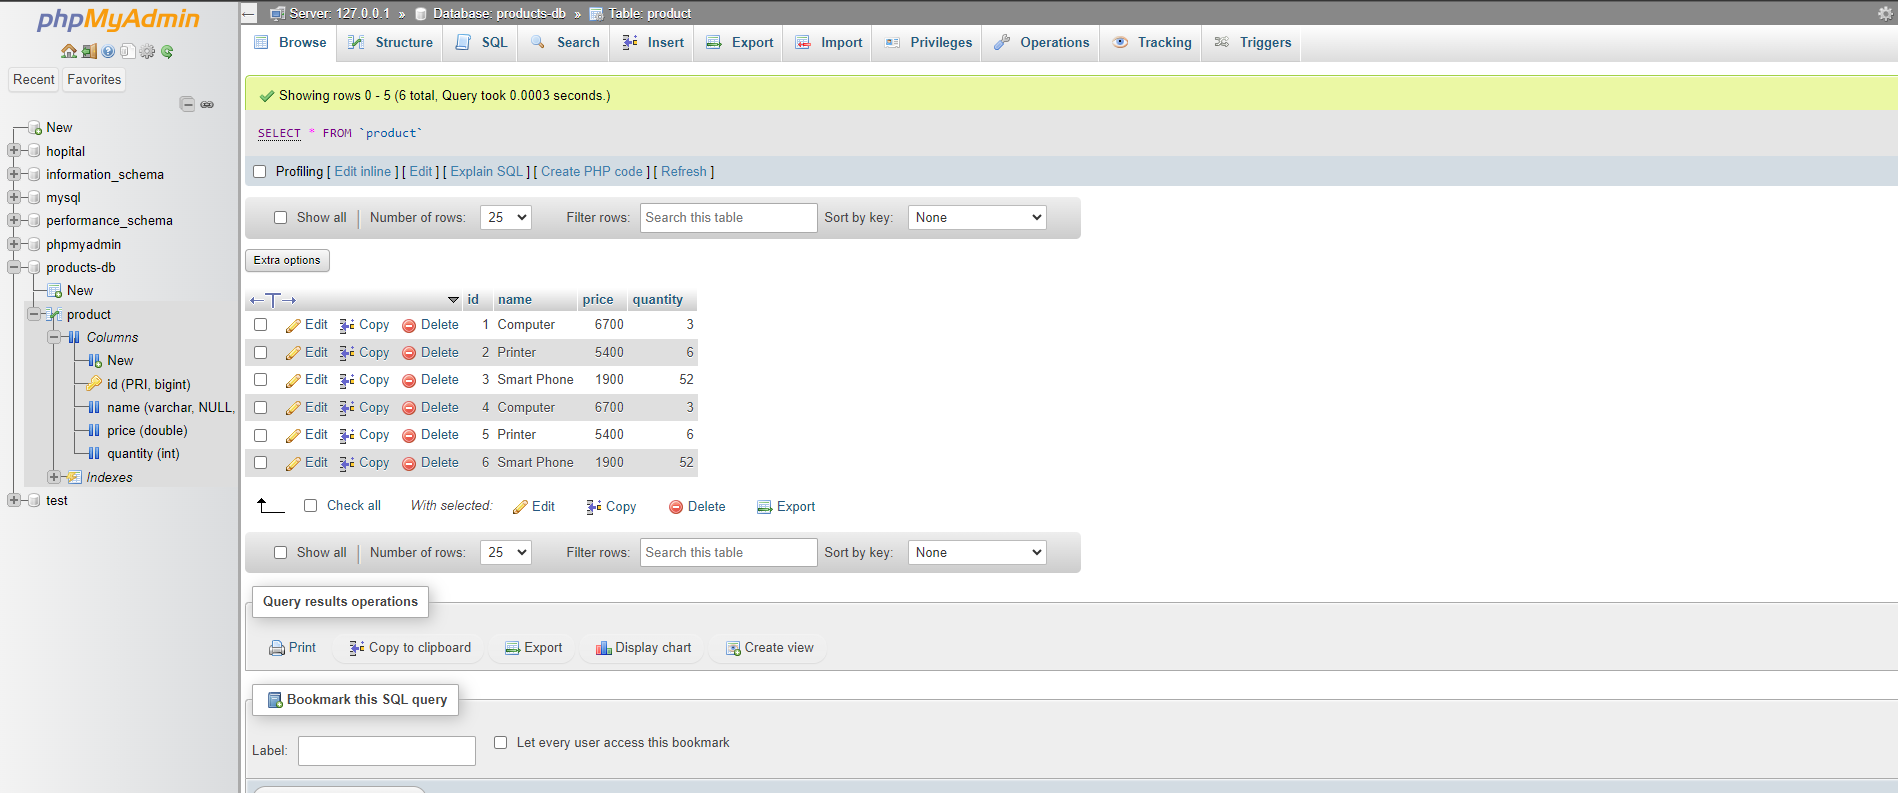 phpMyAdmin
Recent Favorites
New
hopital
information_schema
mysql
performance_schema
phpmyadmin
products-db
New
product
Columns
New
id (PRI, bigint)
name (varchar, NULL,
price (double)
quantity (int)
Indexes
test
Server: 127.0.0.1 » Database: products-db » Table: product
Browse Structure SQL Search Insert Export Import Privileges Operations Tracking Triggers
Showing rows 0 - 5 (6 total, Query took 0.0003 seconds.)
SELECT * FROM `product`
Profiling [ Edit inline ] [ Edit ] [ Explain SQL ] [ Create PHP code ] [ Refresh ]
Show all | Number of rows: 25 Filter rows: Search this table Sort by key: None
Extra options
←T→ id name price quantity
Edit Copy Delete 1 Computer 6700 3
Edit Copy Delete 2 Printer 5400 6
Edit Copy Delete 3 Smart Phone 1900 52
Edit Copy Delete 4 Computer 6700 3
Edit Copy Delete 5 Printer 5400 6
Edit Copy Delete 6 Smart Phone 1900 52
Check all With selected: Edit Copy Delete Export
Show all | Number of rows: 25 Filter rows: Search this table Sort by key: None
Query results operations
Print Copy to clipboard Export Display chart Create view
Bookmark this SQL query
Label: Let every user access this bookmark